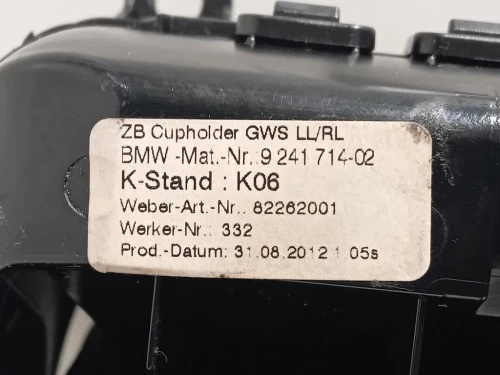 ZB Cupholder GWS LL/RL
BMW -Mat.-Nr.:9 241 714-02
K-Stand : K06
Weber-Art.-Nr.: 82262001
Werker-Nr.: 332
Prod.-Datum: 31.08.2012 1.05s